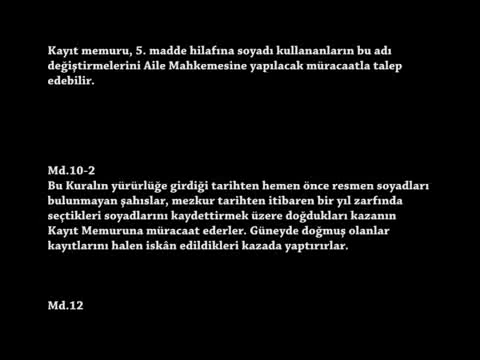 Kayıt memuru, 5. madde hilafına soyadı kullananların bu adı
değiştirmelerini Aile Mahkemesine yapılacak müracaatla talep
edebilir.
Md.10-2
Bu Kuralın yürürlüğe girdiği tarihten hemen önce resmen soyadları
bulunmayan şahıslar, mezkur tarihten itibaren bir yıl zarfında
seçtikleri soyadlarını kaydettirmek üzere doğdukları kazanın
Kayıt Memuruna müracaat ederler. Güneyde doğmuş olanlar
kayıtlarını halen iskân edildikleri kazada yaptırırlar.
Md.12